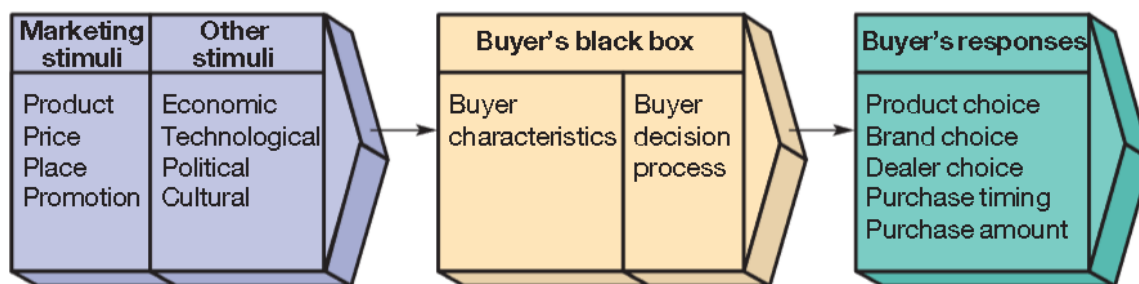 Marketing
stimuli
Other
stimuli
Product
Price
Place
Promotion
Economic
Technological
Political
Cultural
Buyer's black box
Buyer
characteristics
Buyer
decision
process
Buyer's responses
Product choice
Brand choice
Dealer choice
Purchase timing
Purchase amount